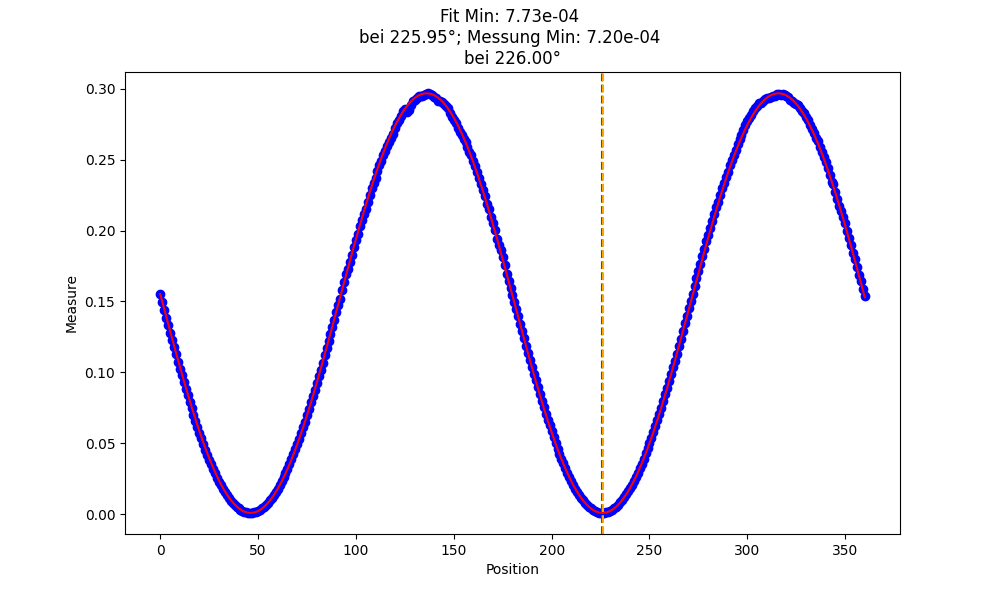 Fit Min: 7.73e-04
bei 225.95°; Messung Min: 7.20e-04
bei 226.00°
0.30
0.25
0.20
0.15
0.10
0.05
0.00
Measure
0 50 100 150 200 250 300 350
Position